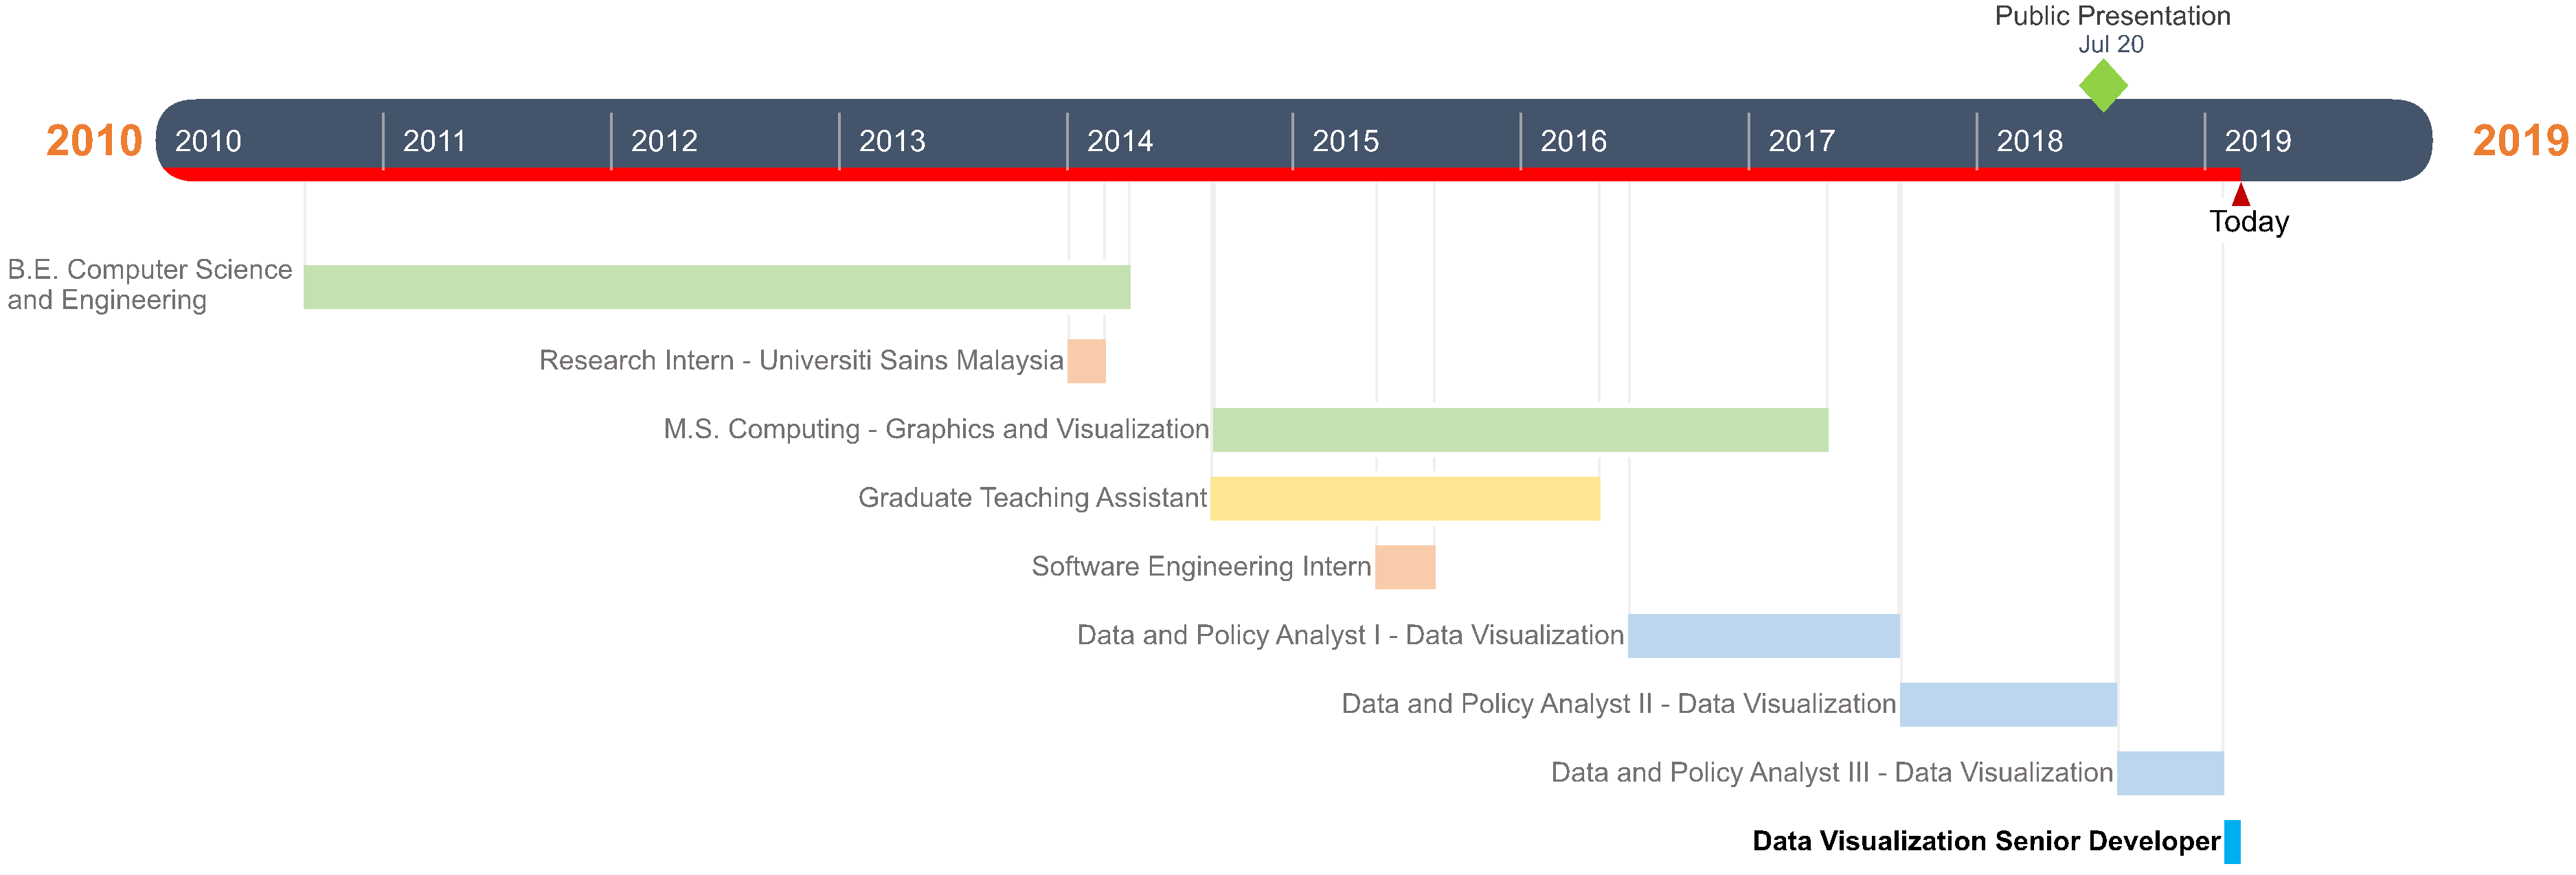 Public Presentation
Jul 20
2010 2010 2011 2012 2013 2014 2015 2016 2017 2018 2019 2019
Today
B.E. Computer Science
and Engineering
Research Intern - Universiti Sains Malaysia
M.S. Computing - Graphics and Visualization
Graduate Teaching Assistant
Software Engineering Intern
Data and Policy Analyst I - Data Visualization
Data and Policy Analyst II - Data Visualization
Data and Policy Analyst III - Data Visualization
Data Visualization Senior Developer